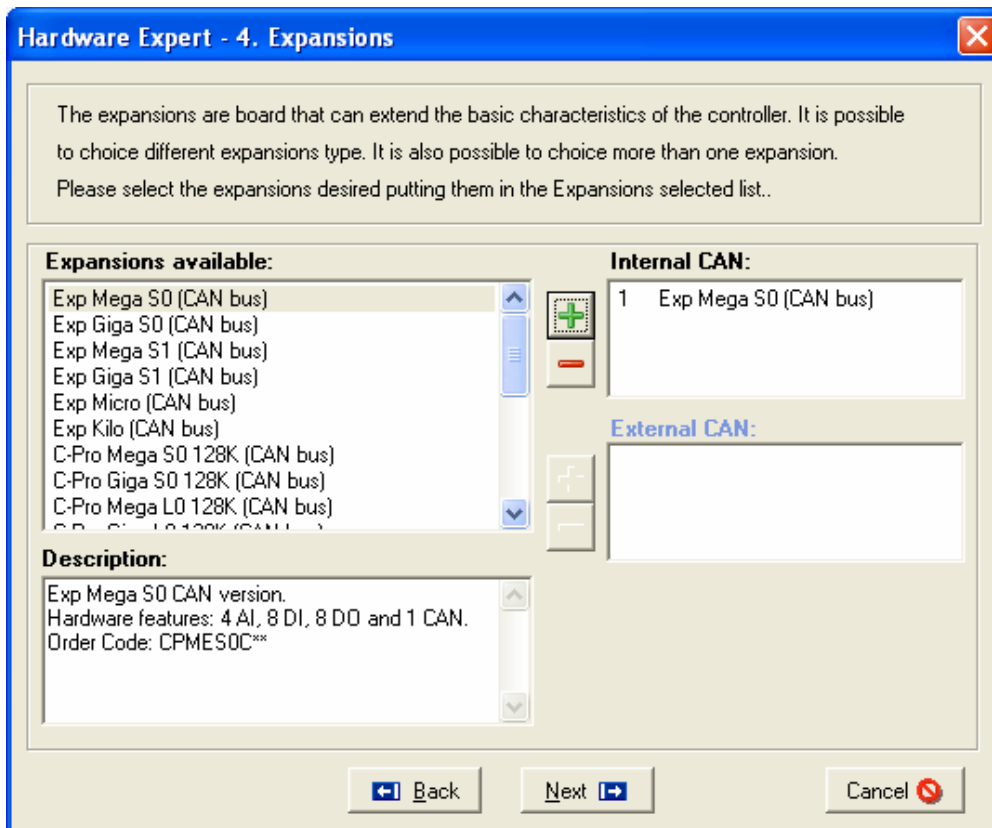 Hardware Expert - 4. Expansions
The expansions are board that can extend the basic characteristics of the controller. It is possible
to choice different expansions type. It is also possible to choice more than one expansion.
Please select the expansions desired putting them in the Expansions selected list..
Expansions available:
Exp Mega S0 (CAN bus)
Exp Giga S0 (CAN bus)
Exp Mega S1 (CAN bus)
Exp Giga S1 (CAN bus)
Exp Micro (CAN bus)
Exp Kilo (CAN bus)
C-Pro Mega S0 128K (CAN bus)
C-Pro Giga S0 128K (CAN bus)
C-Pro Mega L0 128K (CAN bus)
Internal CAN:
1 Exp Mega S0 (CAN bus)
External CAN:
Description:
Exp Mega S0 CAN version.
Hardware features: 4 AI, 8 DI, 8 DO and 1 CAN.
Order Code: CPMES0C**
Back
Next
Cancel